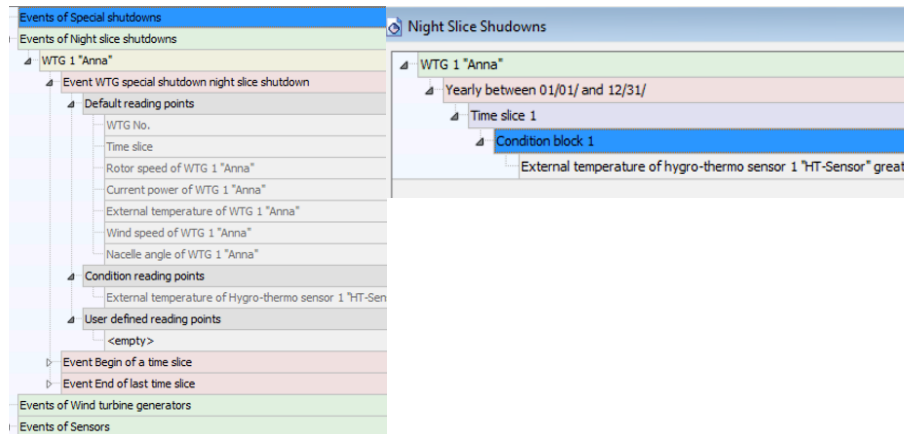 Events of Special shutdowns
Events of Night slice shutdowns
WTG 1 "Anna"
Event WTG special shutdown night slice shutdown
Default reading points
WTG No.
Time slice
Rotor speed of WTG 1 "Anna"
Current power of WTG 1 "Anna"
External temperature of WTG 1 "Anna"
Wind speed of WTG 1 "Anna"
Nacelle angle of WTG 1 "Anna"
Condition reading points
External temperature of Hygro-thermo sensor 1 "HT-Sen
User defined reading points
<empty>
Event Begin of a time slice
Event End of last time slice
Events of Wind turbine generators
Events of Sensors
Night Slice Shudowns
WTG 1 "Anna"
Yearly between 01/01/ and 12/31/
Time slice 1
Condition block 1
External temperature of hygro-thermo sensor 1 "HT-Sensor" great